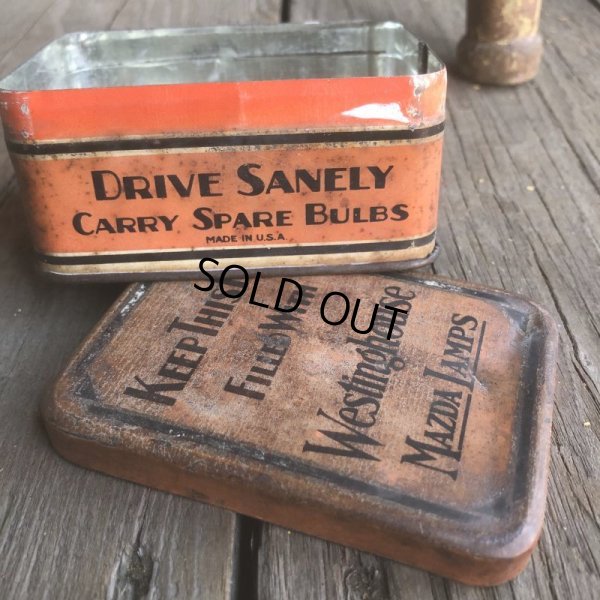 DRIVE SANELY
CARRY SPARE BULBS
MADE IN U.S.A.
SOLD OUT
KEEP THIS
FILLED WITH
Westinghouse
MAZDA LAMPS